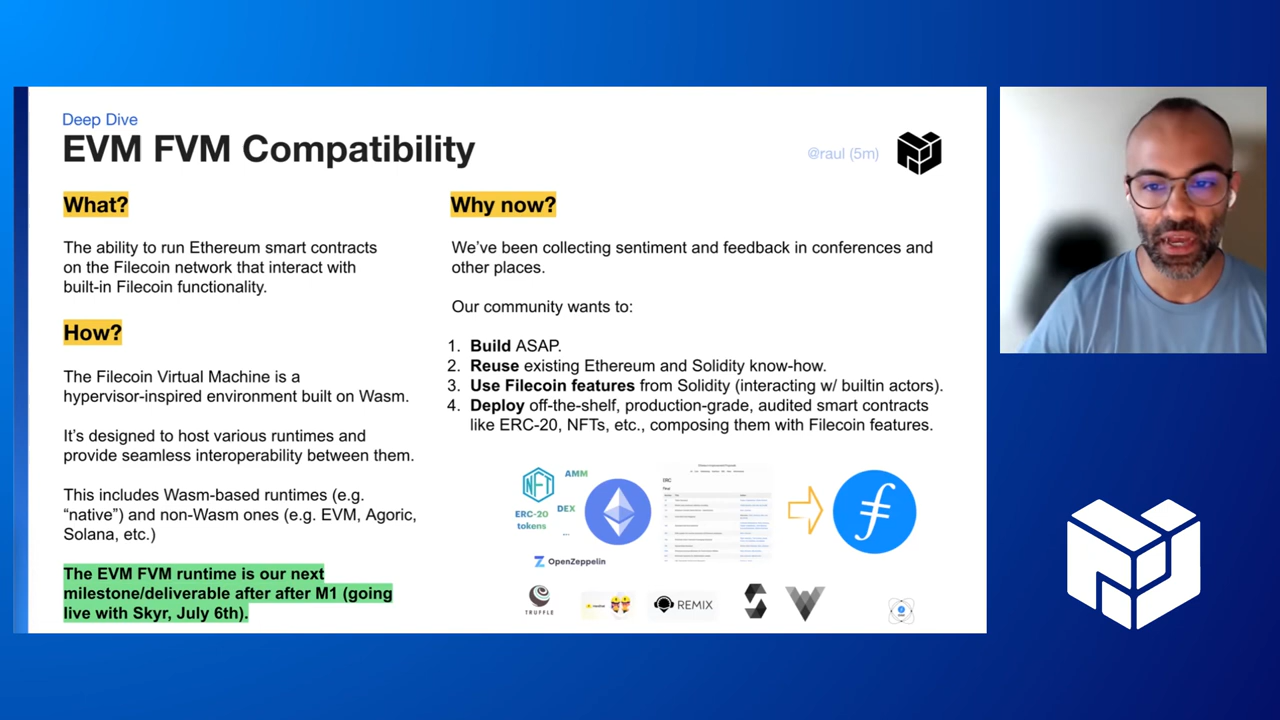 Deep Dive
EVM FVM Compatibility
@raul (5m)
What?
The ability to run Ethereum smart contracts
on the Filecoin network that interact with
built-in Filecoin functionality.
How?
The Filecoin Virtual Machine is a
hypervisor-inspired environment built on Wasm.
It's designed to host various runtimes and
provide seamless interoperability between them.
This includes Wasm-based runtimes (e.g.
“native”) and non-Wasm ones (e.g. EVM, Agoric,
Solana, etc.)
The EVM FVM runtime is our next
milestone/deliverable after after M1 (going
live with Skyr, July 6th).
Why now?
We've been collecting sentiment and feedback in conferences and
other places.
Our community wants to:
1. Build ASAP.
2. Reuse existing Ethereum and Solidity know-how.
3. Use Filecoin features from Solidity (interacting w/ builtin actors).
4. Deploy off-the-shelf, production-grade, audited smart contracts
like ERC-20, NFTs, etc., composing them with Filecoin features.
NFT
AMM
ERC-20
tokens
DEX
...
ERC
OpenZeppelin
TRUFFLE
REMIX